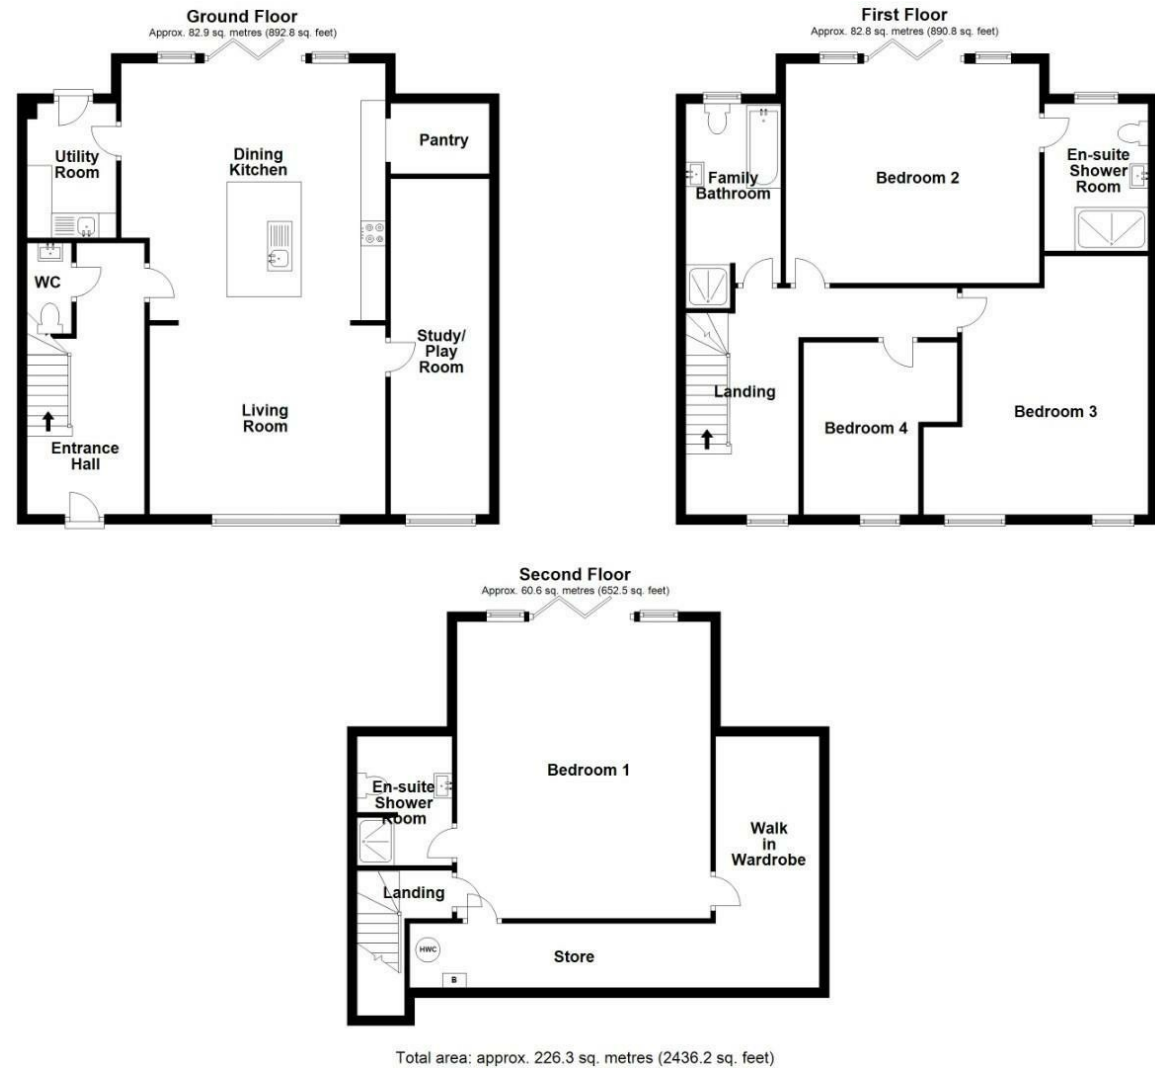 Ground Floor
Approx. 82.9 sq. metres (892.8 sq. feet)
Pantry
Utility
Room
Dining
Kitchen
WC
Study/
Play
Room
Living
Room
Entrance
Hall
First Floor
Approx. 82.8 sq. metres (890.8 sq. feet)
En-suite
Shower
Room
Family
Bathroom
Bedroom 2
Landing
Bedroom 4
Bedroom 3
Second Floor
Approx. 60.6 sq. metres (652.5 sq. feet)
Bedroom 1
En-suite
Shower
Room
Walk
in
Wardrobe
Landing
HWC
Store
B
Total area: approx. 226.3 sq. metres (2436.2 sq. feet)